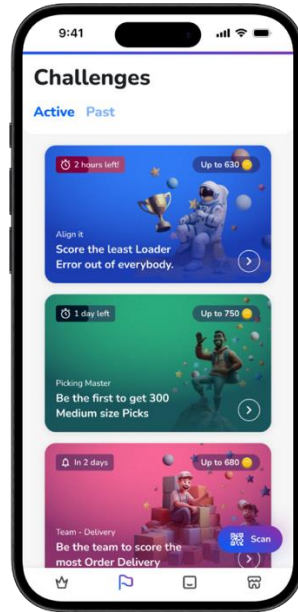 9:41
Challenges
Active Past
2 hours left!
Up to 630
Align it
Score the least Loader
Error out of everybody.
1 day left
Up to 750
Picking Master
Be the first to get 300
Medium size Picks
In 2 days
Up to 680
Team - Delivery
Be the team to score the
most Order Delivery
Scan